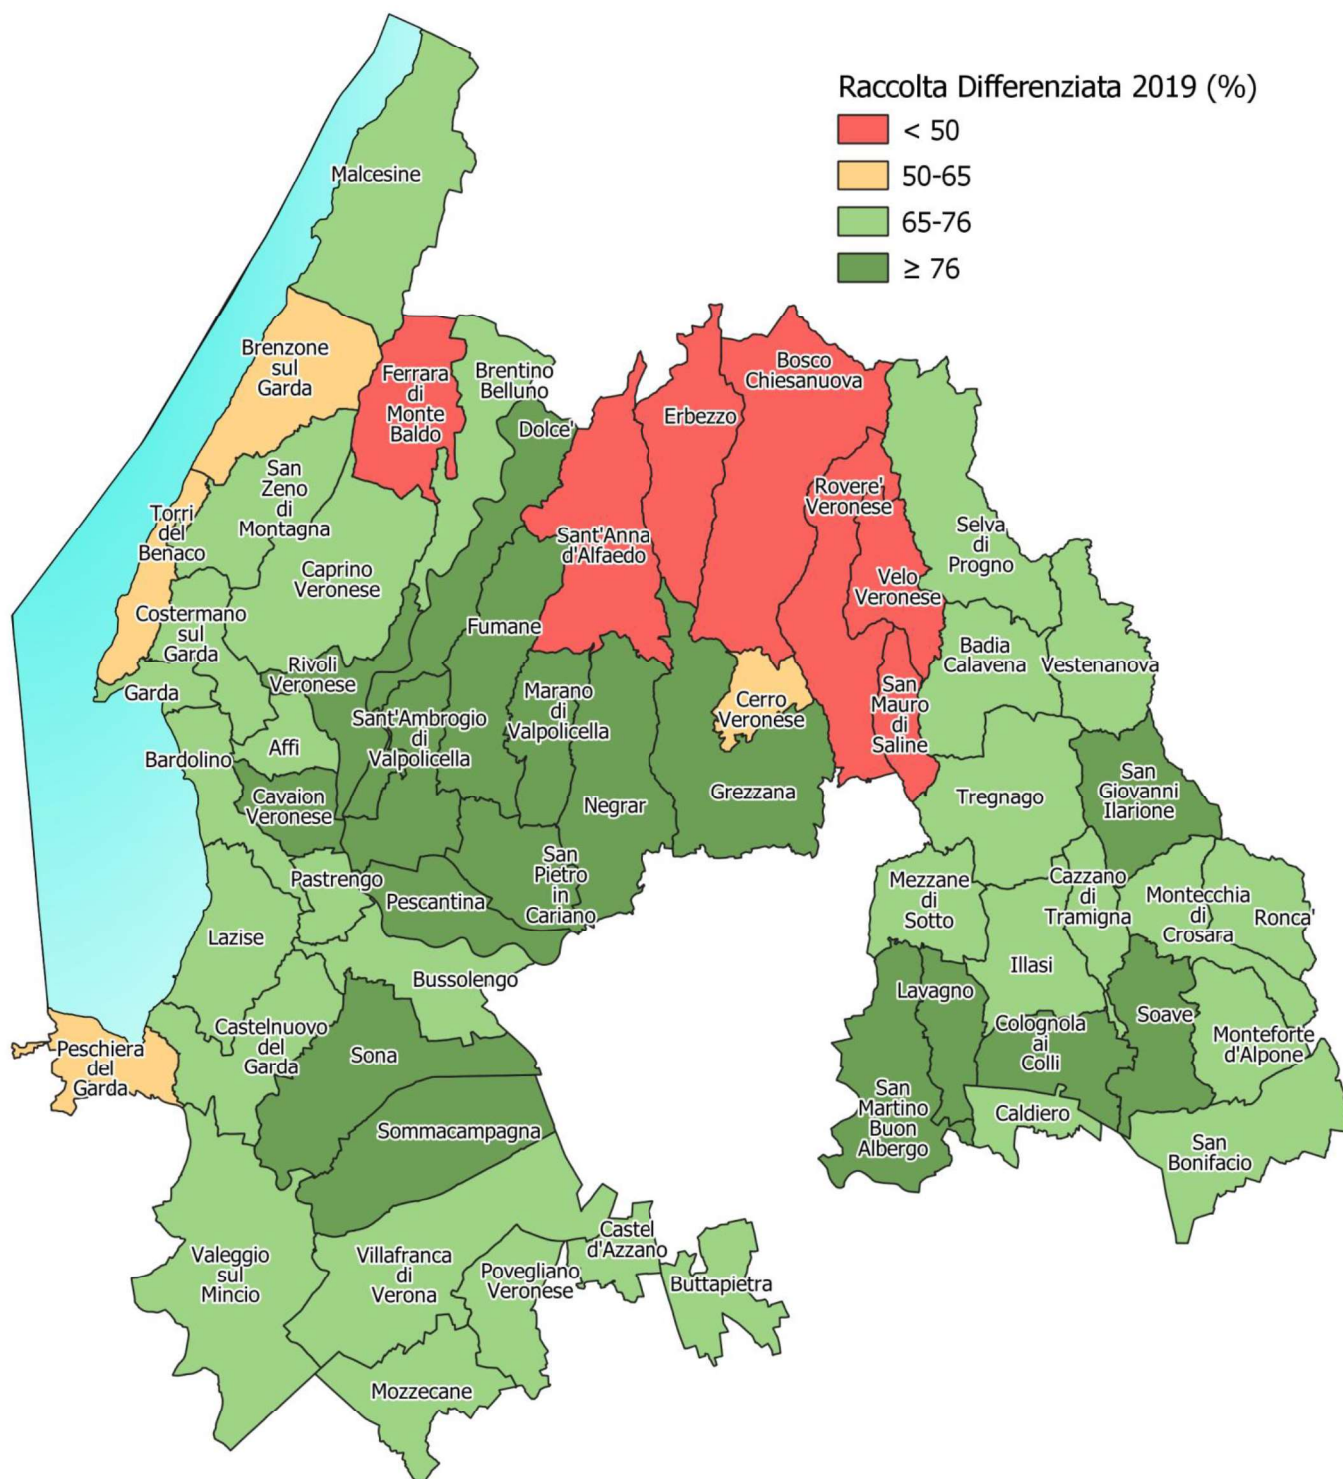 Raccolta Differenziata 2019 (%)
< 50
50-65
65-76
≥ 76
Malcesine
Brenzone
sul
Garda
Ferrara
di
Monte
Baldo
Brentino
Belluno
Dolce'
Erbezzo
Bosco
Chiesanuova
San
Zeno
di
Montagna
Torri
del
Benaco
Caprino
Veronese
Sant'Anna
d'Alfaedo
Rovere'
Veronese
Velo
Veronese
Selva
di
Progno
Costermano
sul
Garda
Fumane
Badia
Calavena
Vestenanova
Garda
Rivoli
Veronese
Marano
di
Valpolicella
Cerro
Veronese
San
Mauro
di
Saline
Bardolino
Affi
Sant'Ambrogio
di
Valpolicella
Cavaion
Veronese
Negrar
Grezzana
Tregnago
San
Giovanni
Ilarione
Pastrengo
Pescantina
San
Pietro
in
Cariano
Mezzane
di
Sotto
Cazzano
di
Tramigna
Montecchia
di
Crosara
Ronca'
Lazise
Bussolengo
Illasi
Lavagno
Soave
Monteforte
d'Alpone
Peschiera
del
Garda
Castelnuovo
del
Garda
Sona
Colognola
ai
Colli
San
Martino
Buon
Albergo
Caldiero
San
Bonifacio
Sommacampagna
Valeggio
sul
Mincio
Villafranca
di
Verona
Povegliano
Veronese
Castel
d'Azzano
Buttapietra
Mozzecane